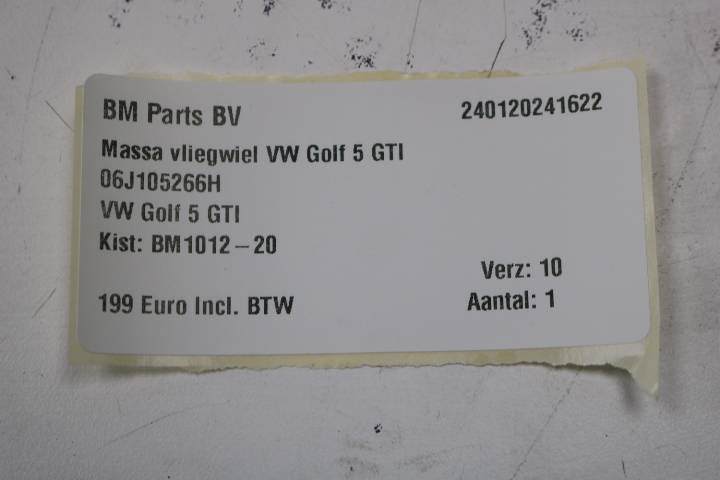 BM Parts BV 240120241622
Massa vliegwiel VW Golf 5 GTI
06J105266H
VW Golf 5 GTI
Kist: BM1012-20
Verz: 10
199 Euro Incl. BTW Aantal: 1